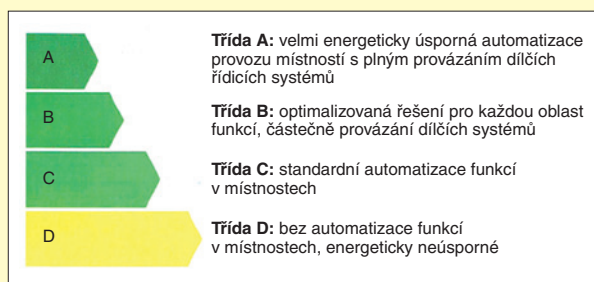 A
Třída A: velmi energeticky úsporná automatizace
provozu místností s plným provázáním dílčích
řídicích systémů
B
Třída B: optimalizovaná řešení pro každou oblast
funkcí, částečně provázání dílčích systémů
C
Třída C: standardní automatizace funkcí
v místnostech
D
Třída D: bez automatizace funkcí
v místnostech, energeticky neúsporné